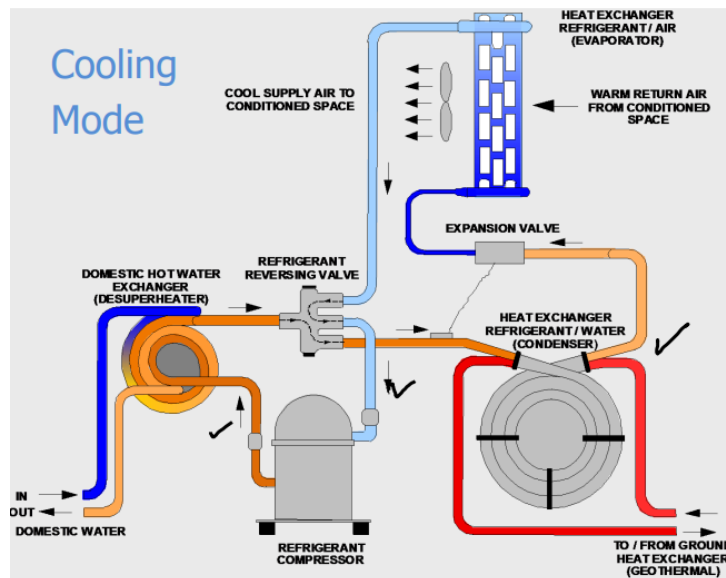 Cooling
Mode
HEAT EXCHANGER
REFRIGERANT / AIR
(EVAPORATOR)
COOL SUPPLY AIR TO
CONDITIONED SPACE
WARM RETURN AIR
FROM CONDITIONED
SPACE
EXPANSION VALVE
REFRIGERANT
REVERSING VALVE
DOMESTIC HOT WATER
EXCHANGER
(DESUPERHEATER)
HEAT EXCHANGER
REFRIGERANT / WATER
(CONDENSER)
IN
OUT
DOMESTIC WATER
REFRIGERANT
COMPRESSOR
TO / FROM GROUND
HEAT EXCHANGER
(GEOTHERMAL)